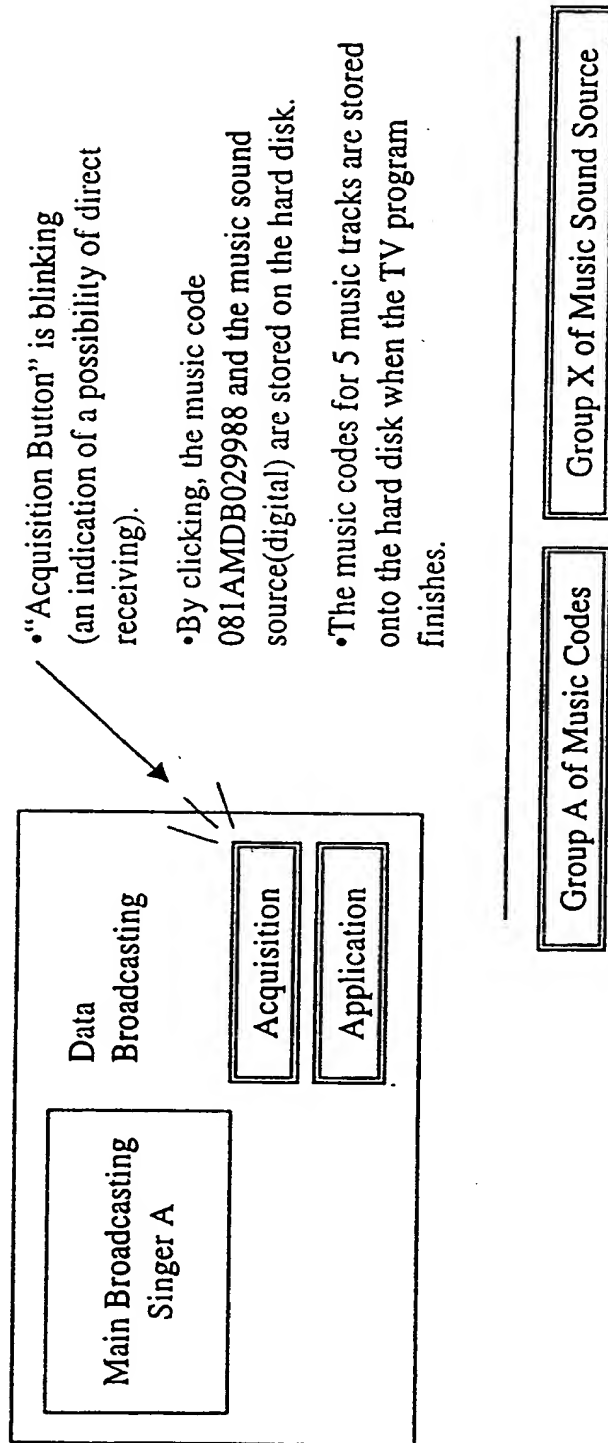 Main Broadcasting
Singer A
Data
Broadcasting
Acquisition
Application
•“Acquisition Button” is blinking
(an indication of a possibility of direct
receiving).
•By clicking, the music code
081AMDB029988 and the music sound
source(digital) are stored on the hard disk.
•The music codes for 5 music tracks are stored
onto the hard disk when the TV program
finishes.
Group A of Music Codes
Group X of Music Sound Source